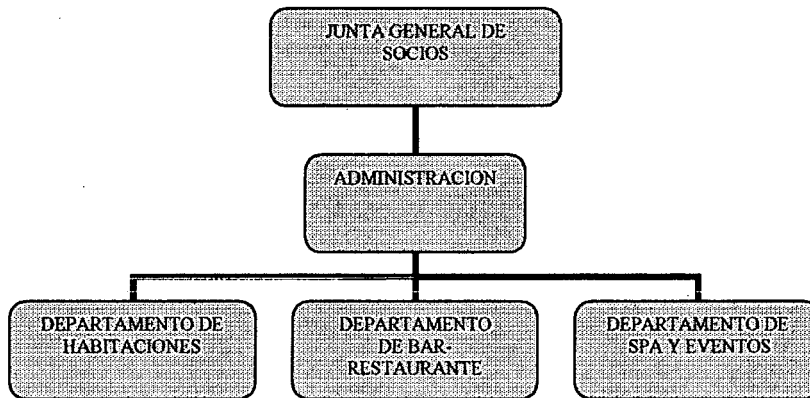 JUNTA GENERAL DE
SOCIOS
ADMINISTRACION
DEPARTAMENTO DE
HABITACIONES
DEPARTAMENTO
DE BAR-
RESTAURANTE
DEPARTAMENTO DE
SPA Y EVENTOS